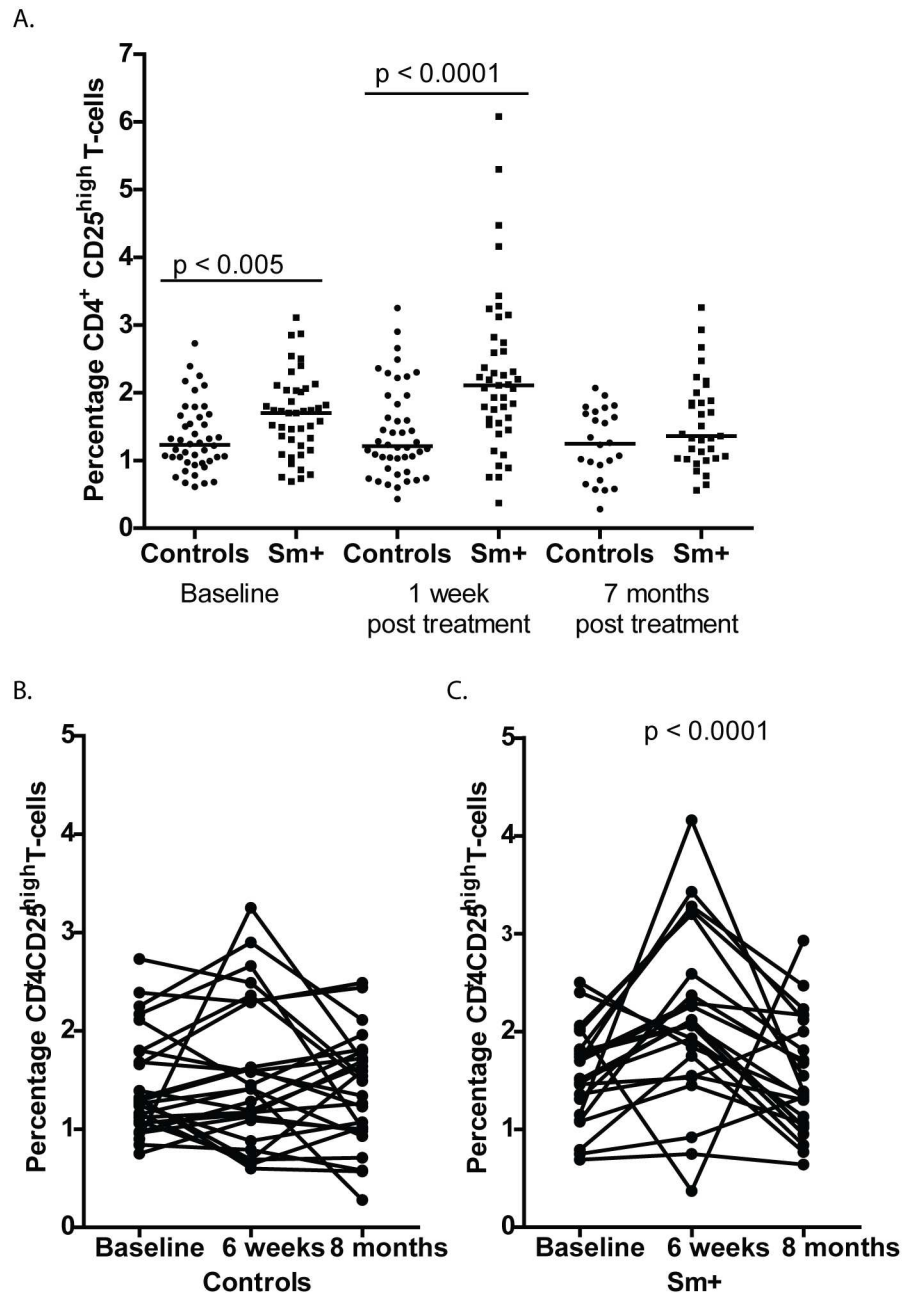 A.
Percentage CD4+ CD25high T-cells
7
6
5
4
3
2
1
0
p < 0.005
p < 0.0001
Controls Sm+ Controls Sm+ Controls Sm+
Baseline
1 week
post treatment
7 months
post treatment
B.
Percentage CD4+CD25highT-cells
5
4
3
2
1
0
Baseline 6 weeks 8 months
Controls
C.
p < 0.0001
Percentage CD4+CD25highT-cells
5
4
3
2
1
0
Baseline 6 weeks 8 months
Sm+